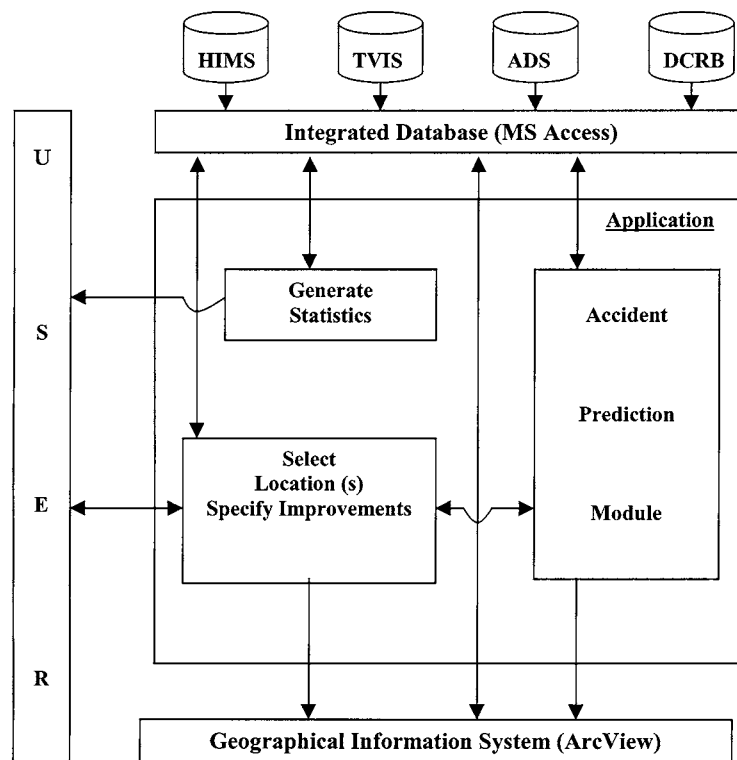 HIMS TVIS ADS DCRB
Integrated Database (MS Access)
U
S
E
R
Application
Generate
Statistics
Accident
Prediction
Module
Select
Location (s)
Specify Improvements
Geographical Information System (ArcView)